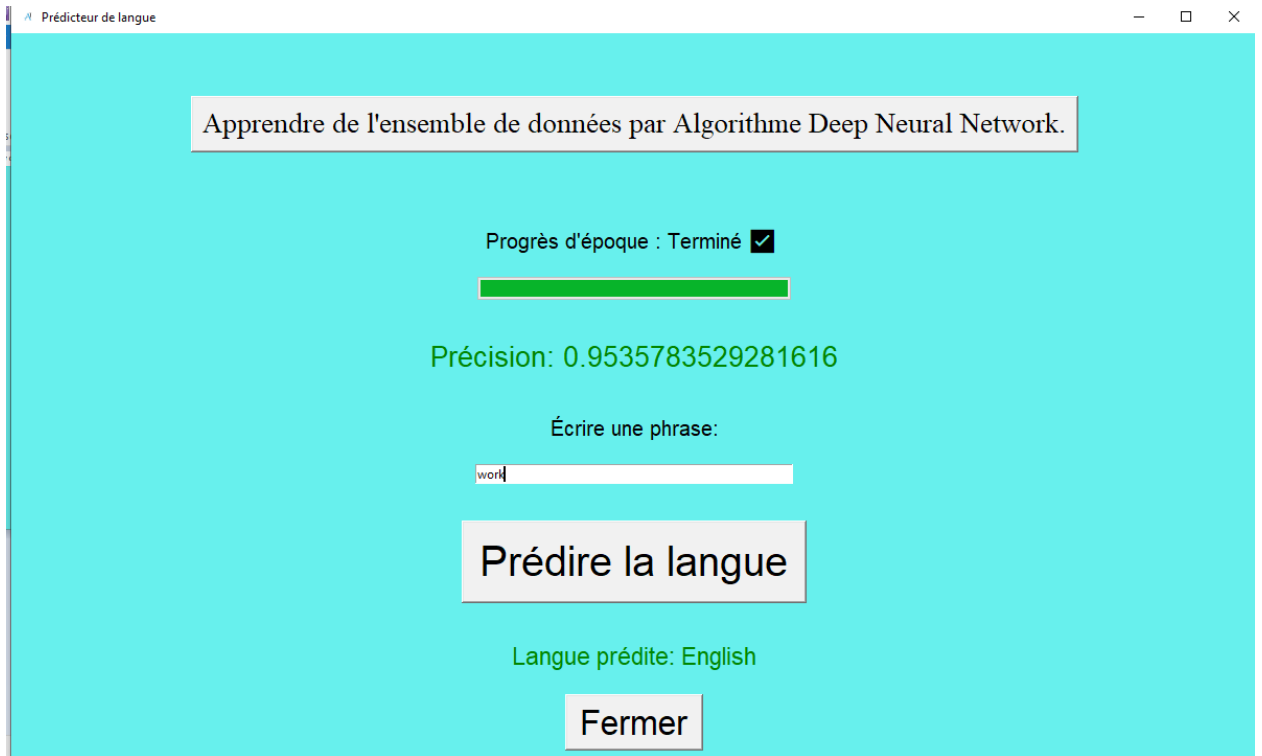 Prédicteur de langue
Apprendre de l'ensemble de données par Algorithme Deep Neural Network.
Progrès d'époque : Terminé
Précision: 0.9535783529281616
Écrire une phrase:
work
Prédire la langue
Langue prédite: English
Fermer